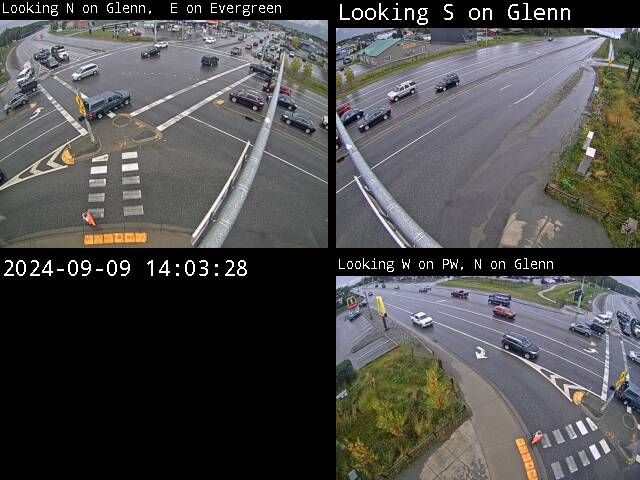 Looking N on Glenn,  E on Evergreen
Looking S on Glenn
2024-09-09 14:03:28
Looking W on PW, N on Glenn